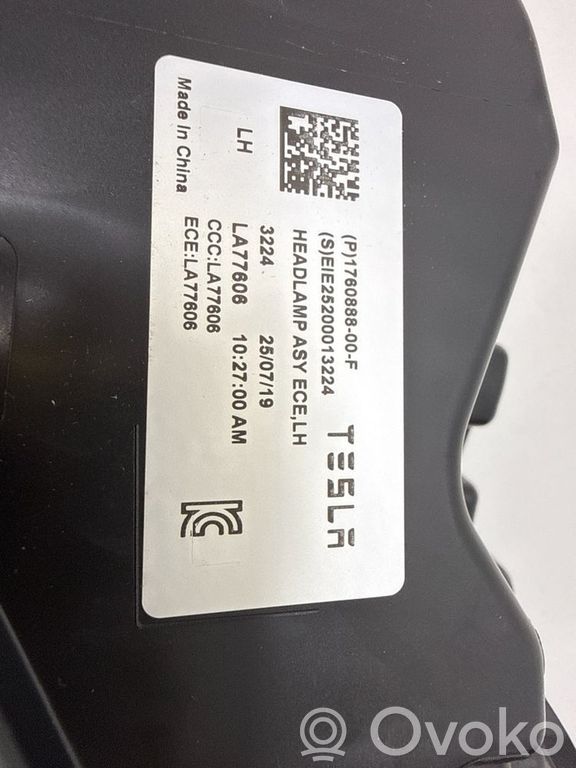 (P)1760888-00-F
(S)EIE25200013224
TESLA
HEADLAMP ASY ECE,LH
3224 25/07/19
LH
LA77606 10:27:00 AM
CCC:LA77606
Made In China
ECE:LA77606
Ovoko